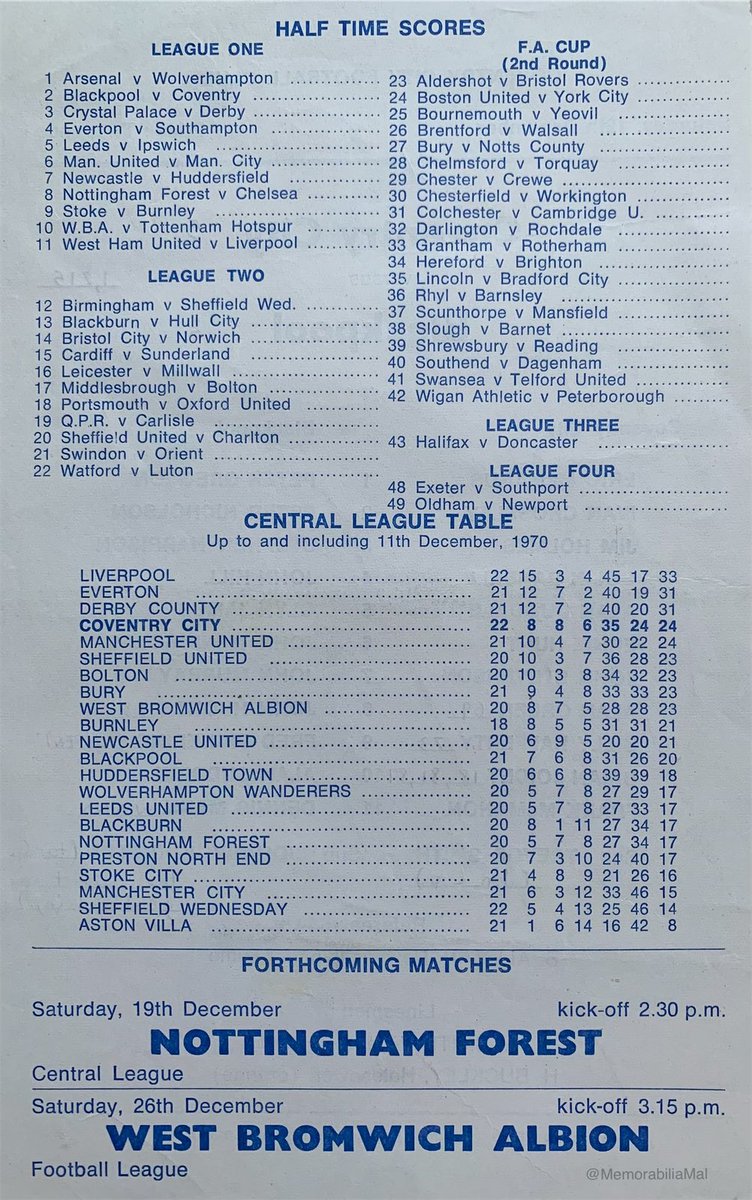 HALF TIME SCORES
LEAGUE ONE
1 Arsenal v Wolverhampton
2 Blackpool v Coventry
3 Crystal Palace v Derby
4 Everton v Southampton
5 Leeds v Ipswich
6 Man. United v Man. City
7 Newcastle v Huddersfield
8 Nottingham Forest v Chelsea
9 Stoke v Burnley
10 W.B.A. v Tottenham Hotspur
11 West Ham United v Liverpool
LEAGUE TWO
12 Birmingham v Sheffield Wed.
13 Blackburn v Hull City
14 Bristol City v Norwich
15 Cardiff v Sunderland
16 Leicester v Millwall
17 Middlesbrough v Bolton
18 Portsmouth v Oxford United
19 Q.P.R. v Carlisle
20 Sheffield United v Charlton
21 Swindon v Orient
22 Watford v Luton
F.A. CUP
(2nd Round)
23 Aldershot v Bristol Rovers
24 Boston United v York City
25 Bournemouth v Yeovil
26 Brentford v Walsall
27 Bury v Notts County
28 Chelmsford v Torquay
29 Chester v Crewe
30 Chesterfield v Workington
31 Colchester v Cambridge U.
32 Darlington v Rochdale
33 Grantham v Rotherham
34 Hereford v Brighton
35 Lincoln v Bradford City
36 Rhyl v Barnsley
37 Scunthorpe v Mansfield
38 Slough v Barnet
39 Shrewsbury v Reading
40 Southend v Dagenham
41 Swansea v Telford United
42 Wigan Athletic v Peterborough
LEAGUE THREE
43 Halifax v Doncaster
LEAGUE FOUR
48 Exeter v Southport
49 Oldham v Newport
CENTRAL LEAGUE TABLE
Up to and including 11th December, 1970
LIVERPOOL 22 15 3 4 45 17 33
EVERTON 21 12 7 2 40 19 31
DERBY COUNTY 21 12 7 2 40 20 31
COVENTRY CITY 22 8 8 6 35 24 24
MANCHESTER UNITED 21 10 4 7 30 22 24
SHEFFIELD UNITED 20 10 3 7 36 28 23
BOLTON 20 10 3 8 34 32 23
BURY 21 9 4 8 33 33 23
WEST BROMWICH ALBION 20 8 7 5 28 28 23
BURNLEY 18 8 5 5 31 31 21
NEWCASTLE UNITED 20 6 9 5 20 20 21
BLACKPOOL 21 7 6 8 31 26 20
HUDDERSFIELD TOWN 20 6 6 8 39 39 18
WOLVERHAMPTON WANDERERS 20 5 7 8 27 29 17
LEEDS UNITED 20 5 7 8 27 33 17
BLACKBURN 20 8 1 11 27 34 17
NOTTINGHAM FOREST 20 5 7 8 27 34 17
PRESTON NORTH END 20 7 3 10 24 40 17
STOKE CITY 21 4 8 9 21 26 16
MANCHESTER CITY 21 6 3 12 33 46 15
SHEFFIELD WEDNESDAY 22 5 4 13 25 46 14
ASTON VILLA 21 1 6 14 16 42 8
FORTHCOMING MATCHES
Saturday, 19th December kick-off 2.30 p.m.
NOTTINGHAM FOREST
Central League
Saturday, 26th December kick-off 3.15 p.m.
WEST BROMWICH ALBION
Football League
@MemorabiliaMal